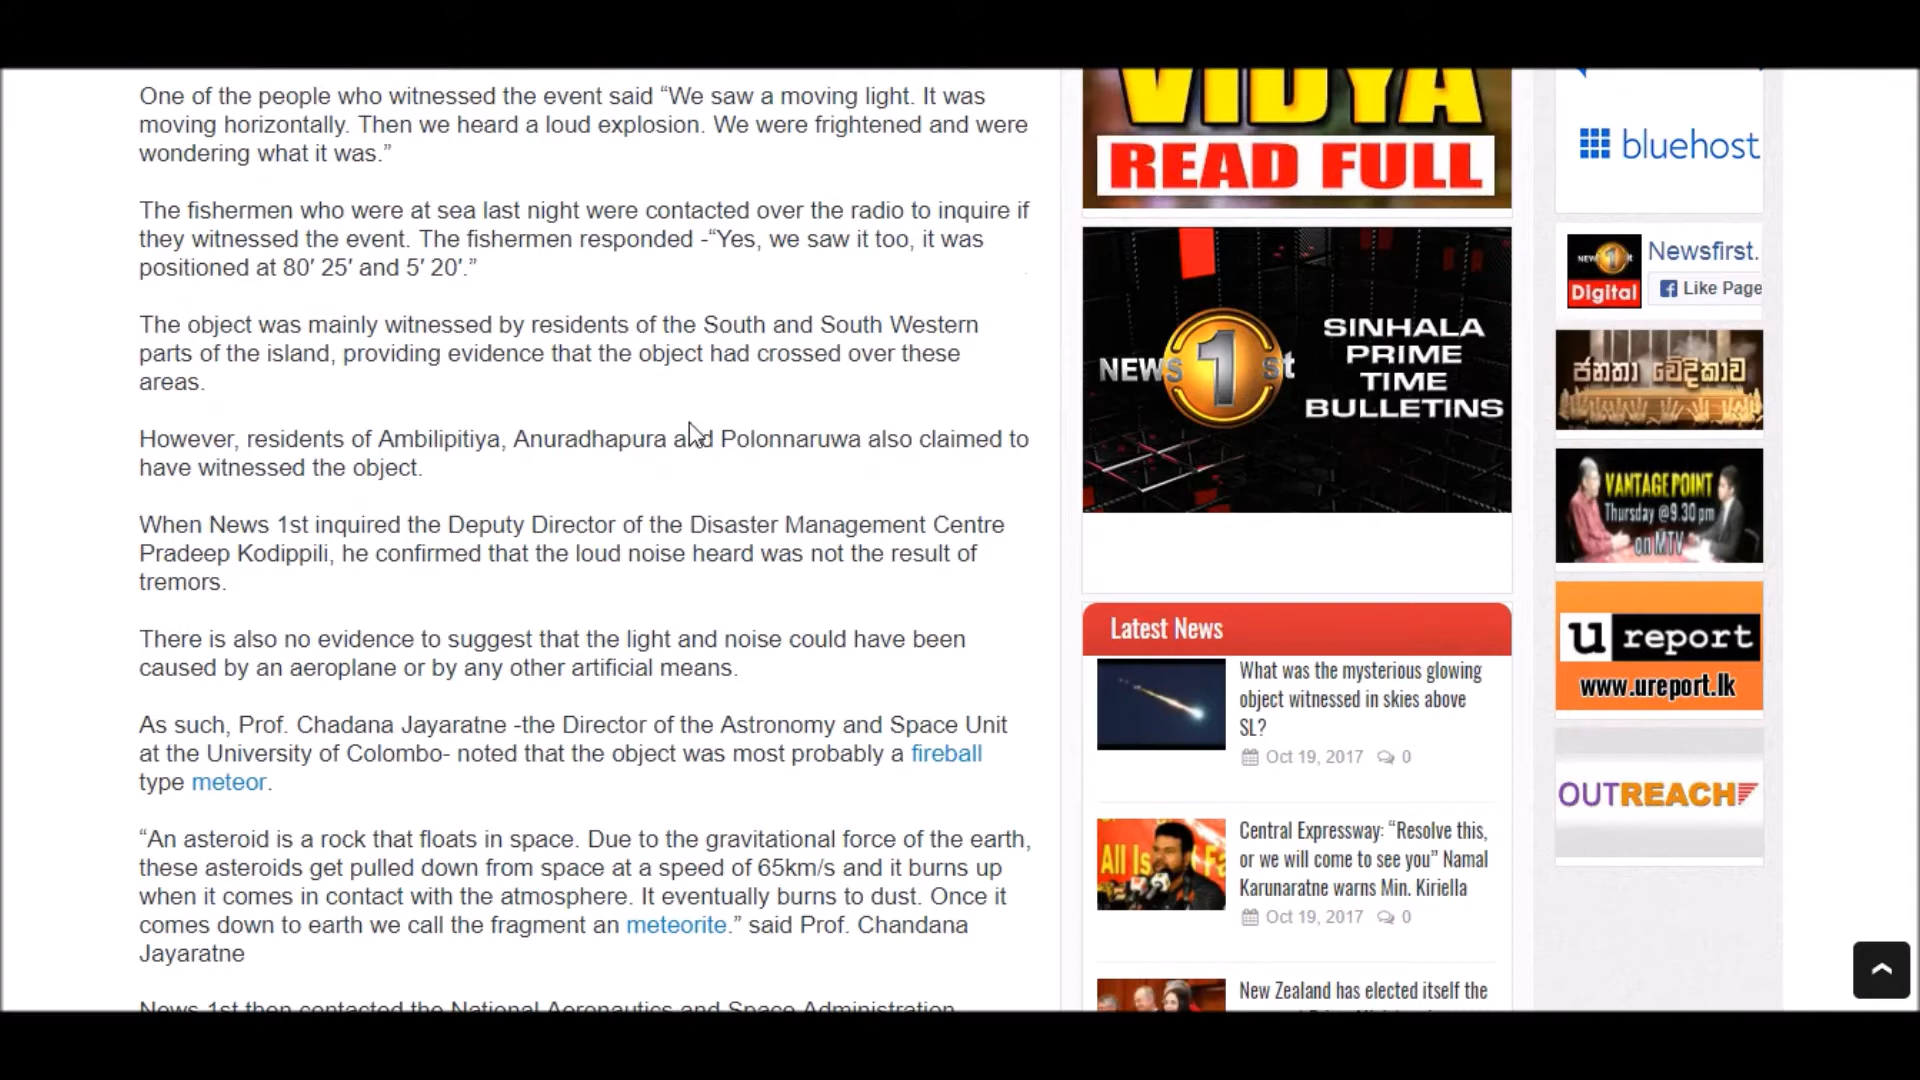 One of the people who witnessed the event said “We saw a moving light. It was
moving horizontally. Then we heard a loud explosion. We were frightened and were
wondering what it was.”
The fishermen who were at sea last night were contacted over the radio to inquire if
they witnessed the event. The fishermen responded -“Yes, we saw it too, it was
positioned at 80′ 25′ and 5′ 20′.”
The object was mainly witnessed by residents of the South and South Western
parts of the island, providing evidence that the object had crossed over these
areas.
However, residents of Ambilipitiya, Anuradhapura and Polonnaruwa also claimed to
have witnessed the object.
When News 1st inquired the Deputy Director of the Disaster Management Centre
Pradeep Kodippili, he confirmed that the loud noise heard was not the result of
tremors.
There is also no evidence to suggest that the light and noise could have been
caused by an aeroplane or by any other artificial means.
As such, Prof. Chadana Jayaratne -the Director of the Astronomy and Space Unit
at the University of Colombo- noted that the object was most probably a fireball
type meteor.
“An asteroid is a rock that floats in space. Due to the gravitational force of the earth,
these asteroids get pulled down from space at a speed of 65km/s and it burns up
when it comes in contact with the atmosphere. It eventually burns to dust. Once it
comes down to earth we call the fragment an meteorite.” said Prof. Chandana
Jayaratne
News 1st then contacted the National Aeronautics and Space Administration
VIDYA
READ FULL
NEWS 1st
SINHALA
PRIME
TIME
BULLETINS
Latest News
What was the mysterious glowing
object witnessed in skies above
SL?
Oct 19, 2017 0
All Is Fa
Central Expressway: “Resolve this,
or we will come to see you” Namal
Karunaratne warns Min. Kiriella
Oct 19, 2017 0
New Zealand has elected itself the
bluehost
NEWS 1st
Digital
Newsfirst.
Like Page
ජනතා වේදිකාව
VANTAGE POINT
Thursday @9.30 pm
on MTV
u report
www.ureport.lk
OUTREACH